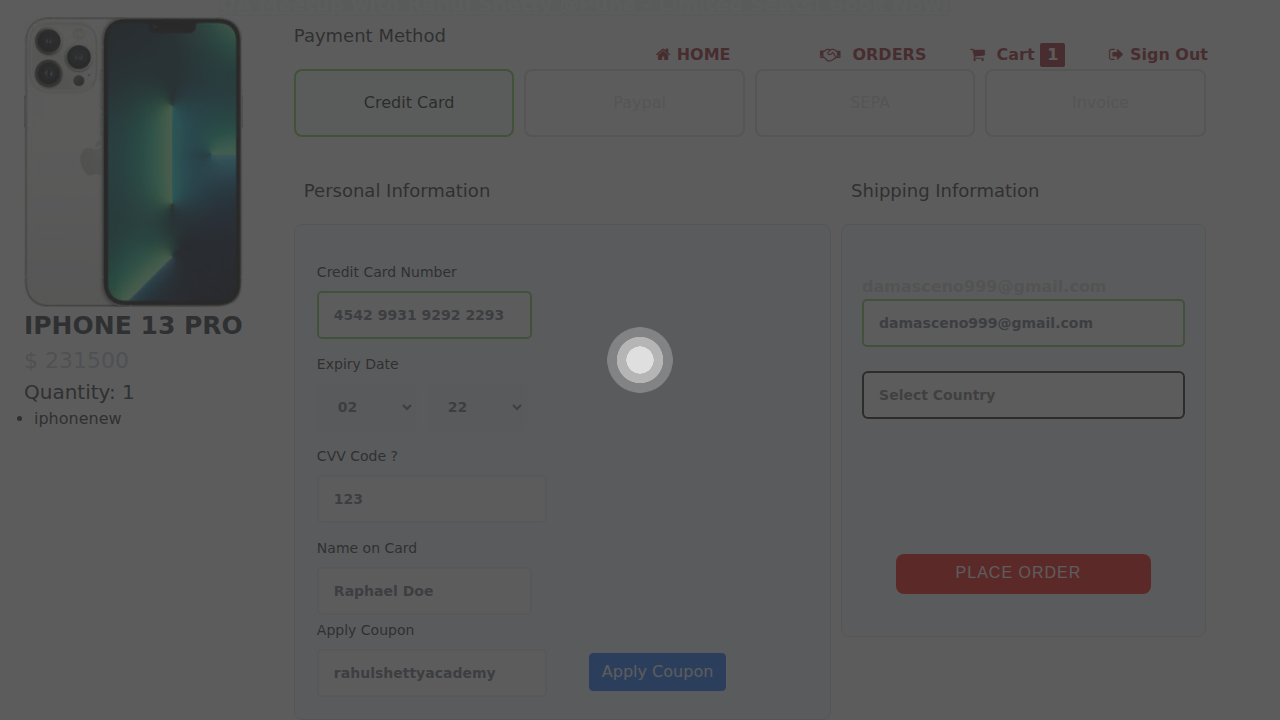 Payment Method
HOME
ORDERS
Cart 1
Sign Out
Credit Card
Paypal
SEPA
Invoice
Personal Information
Shipping Information
Credit Card Number
4542 9931 9292 2293
Expiry Date
02
22
CVV Code ?
123
Name on Card
Raphael Doe
Apply Coupon
rahulshettyacademy
Apply Coupon
damasceno999@gmail.com
damasceno999@gmail.com
Select Country
PLACE ORDER
IPHONE 13 PRO
$ 231500
Quantity: 1
• iphonenew